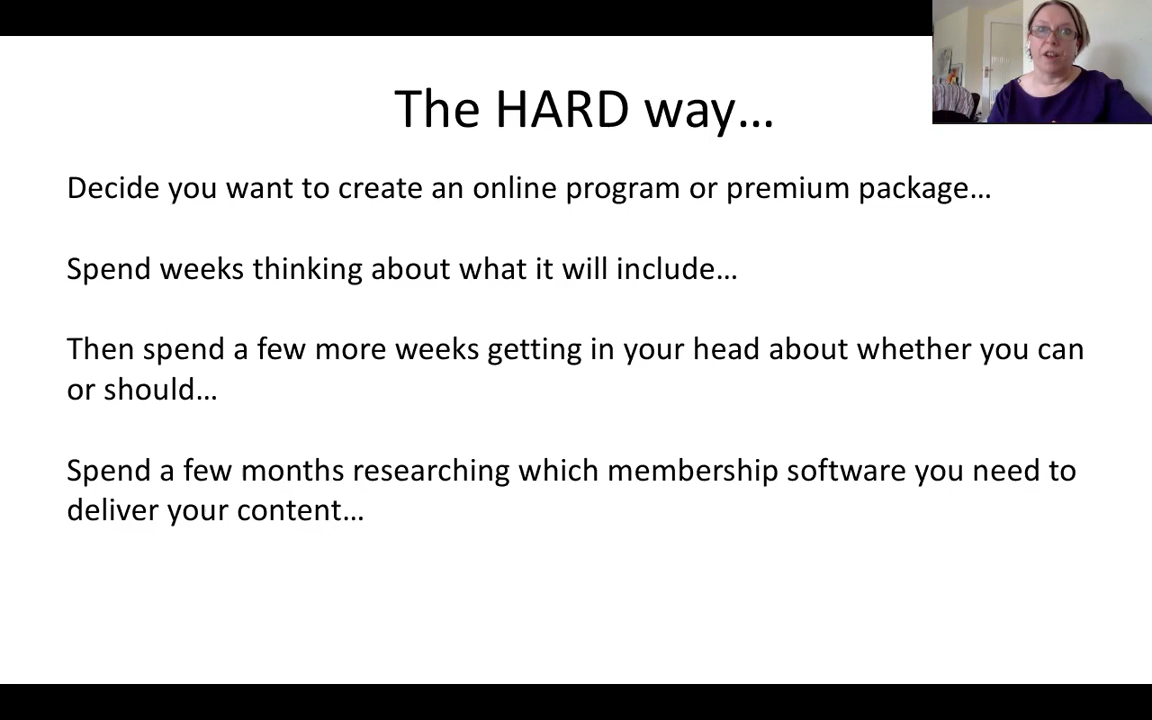 The HARD way…
Decide you want to create an online program or premium package…
Spend weeks thinking about what it will include…
Then spend a few more weeks getting in your head about whether you can
or should…
Spend a few months researching which membership software you need to
deliver your content…